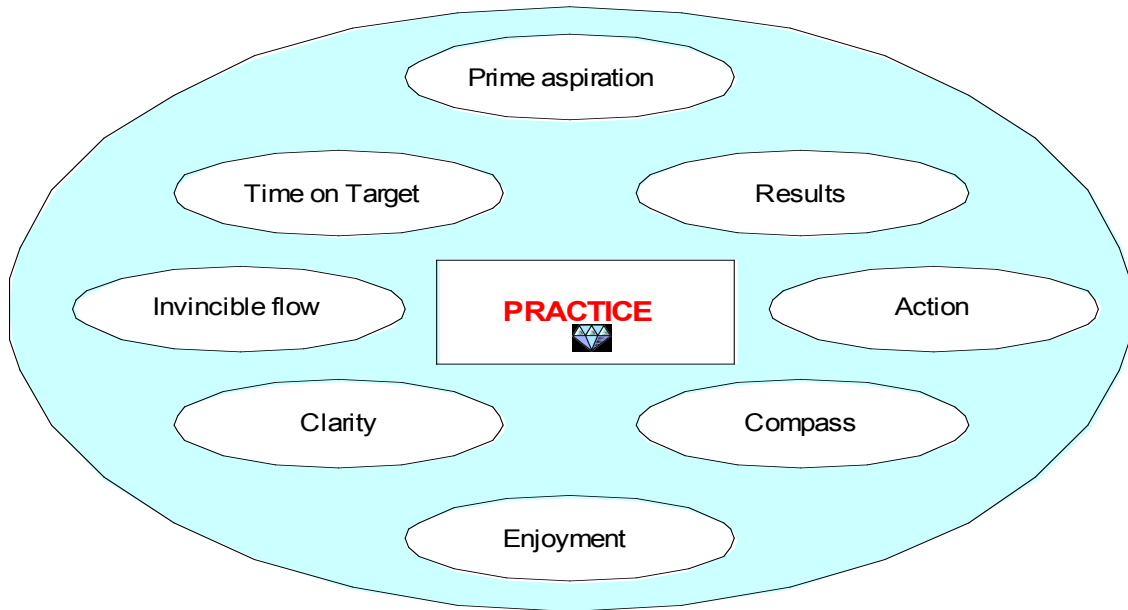 Prime aspiration
Time on Target
Results
Invincible flow
PRACTICE
Action
Clarity
Compass
Enjoyment